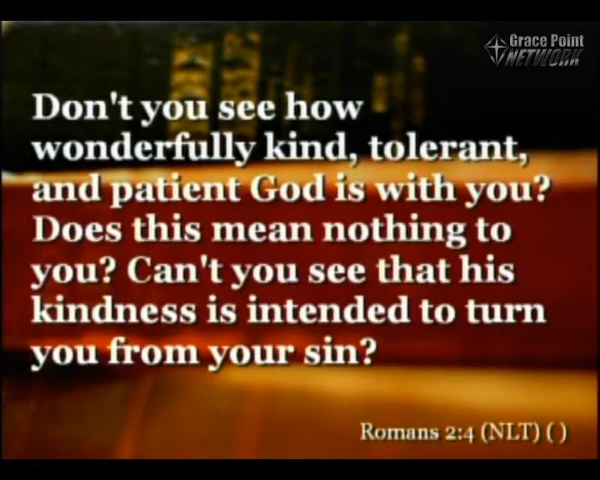 Grace Point
NETWORK
Don't you see how
wonderfully kind, tolerant,
and patient God is with you?
Does this mean nothing to
you? Can't you see that his
kindness is intended to turn
you from your sin?
Romans 2:4 (NLT) ( )